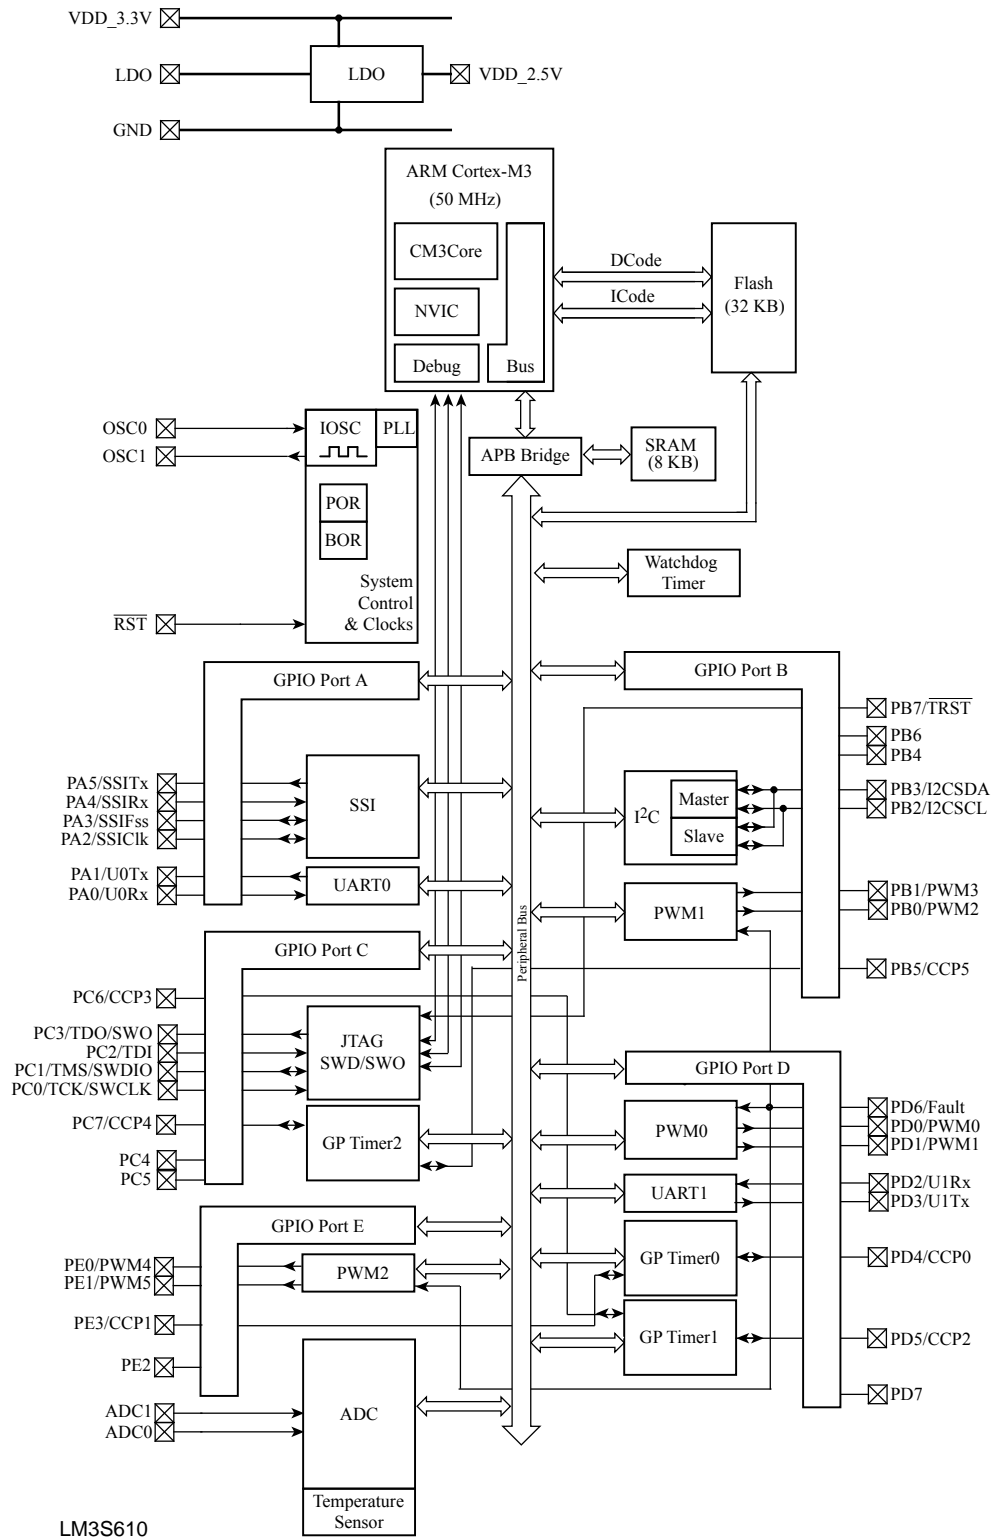 VDD_3.3V
LDO
LDO
VDD_2.5V
GND
ARM Cortex-M3
(50 MHz)
CM3Core
NVIC
Debug
Bus
DCode
ICode
Flash
(32 KB)
OSC0
OSC1
IOSC
PLL
POR
BOR
System
Control
& Clocks
RST
APB Bridge
SRAM
(8 KB)
Watchdog
Timer
Peripheral Bus
GPIO Port A
PA5/SSITx
PA4/SSIRx
PA3/SSIFss
PA2/SSIClk
SSI
PA1/U0Tx
PA0/U0Rx
UART0
GPIO Port B
PB7/TRST
PB6
PB4
I2C
Master
Slave
PB3/I2CSDA
PB2/I2CSCL
PWM1
PB1/PWM3
PB0/PWM2
PB5/CCP5
GPIO Port C
PC6/CCP3
PC3/TDO/SWO
PC2/TDI
PC1/TMS/SWDIO
PC0/TCK/SWCLK
JTAG
SWD/SWO
PC7/CCP4
GP Timer2
PC4
PC5
GPIO Port D
PD6/Fault
PD0/PWM0
PD1/PWM1
PWM0
UART1
PD2/U1Rx
PD3/U1Tx
GP Timer0
PD4/CCP0
GP Timer1
PD5/CCP2
PD7
GPIO Port E
PE0/PWM4
PE1/PWM5
PWM2
PE3/CCP1
PE2
ADC1
ADC0
ADC
Temperature
Sensor
LM3S610